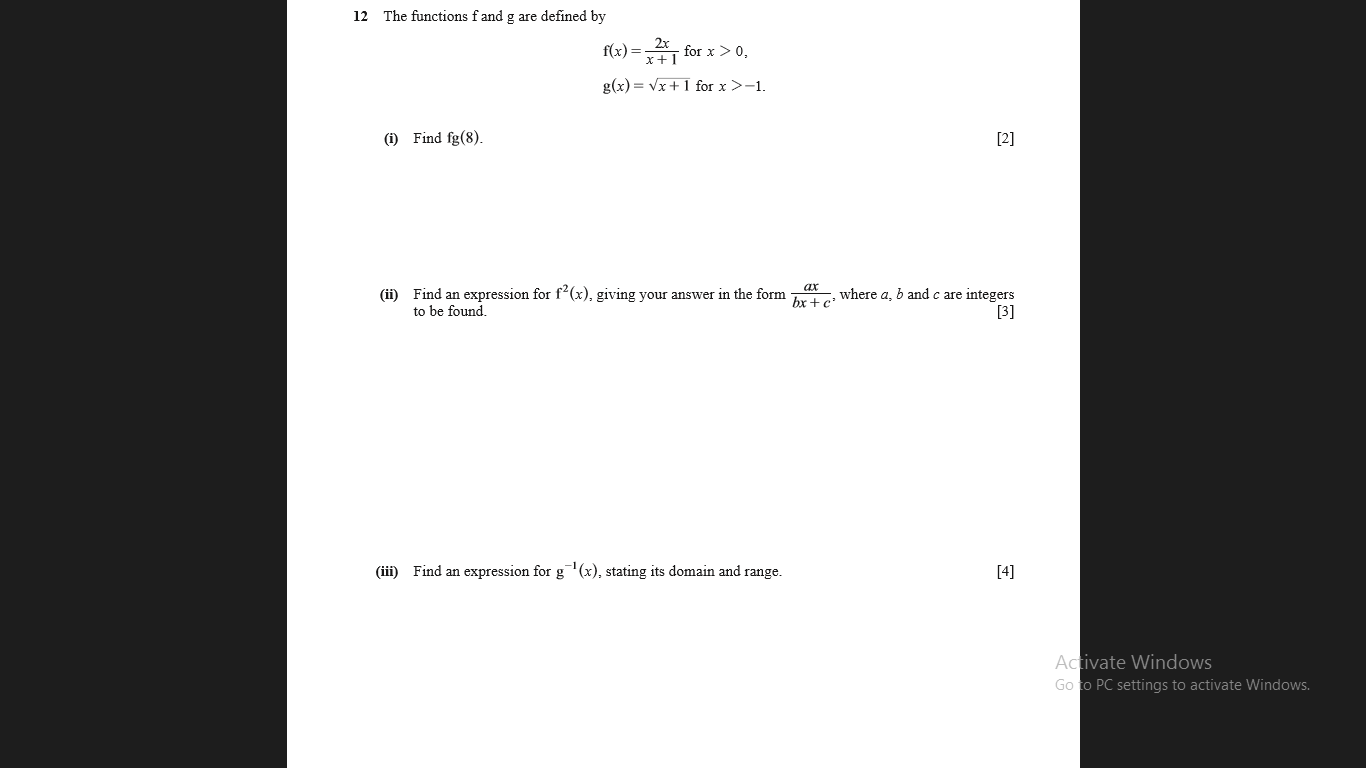 12 The functions f and g are defined by
f(x) = 2x/(x + 1) for x > 0,
g(x) = √(x + 1) for x > −1.
(i) Find fg(8). [2]
(ii) Find an expression for f²(x), giving your answer in the form ax/(bx + c), where a, b and c are integers
to be found. [3]
(iii) Find an expression for g⁻¹(x), stating its domain and range. [4]
Activate Windows
Go to PC settings to activate Windows.